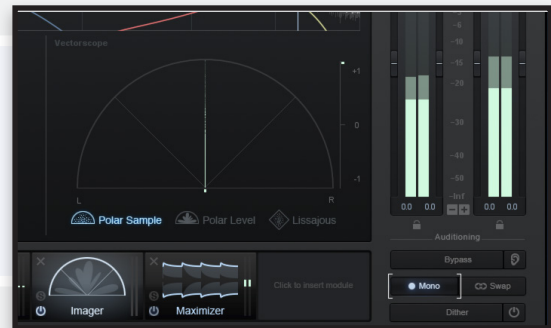 Vectorscope
+1
0
-1
L
R
Polar Sample
Polar Level
Lissajous
-6
-10
-15
-20
-30
-40
-50
-Inf
0.0 0.0
0.0 0.0
Auditioning
Bypass
Mono
Swap
Dither
S
Imager
S
Maximizer
Click to insert module